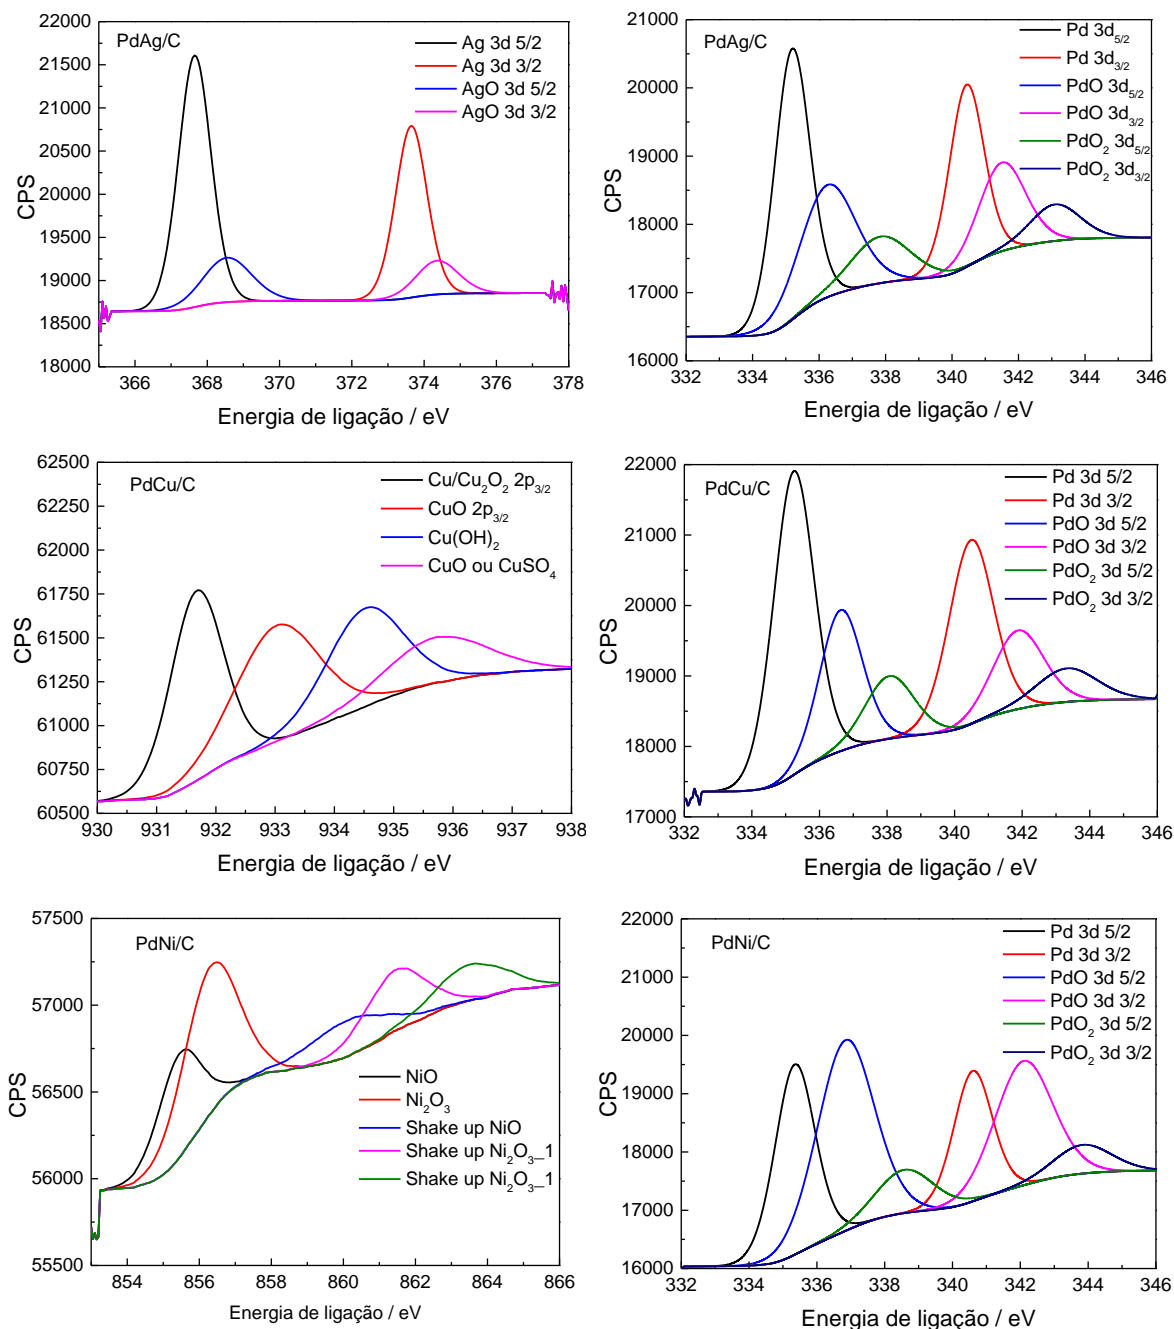 PdAg/C
Ag 3d 5/2
Ag 3d 3/2
AgO 3d 5/2
AgO 3d 3/2
22000
21500
21000
20500
20000
19500
19000
18500
18000
CPS
366 368 370 372 374 376 378
Energia de ligação / eV
PdAg/C
Pd 3d5/2
Pd 3d3/2
PdO 3d5/2
PdO 3d3/2
PdO2 3d5/2
PdO2 3d3/2
21000
20000
19000
18000
17000
16000
CPS
332 334 336 338 340 342 344 346
Energia de ligação / eV
PdCu/C
Cu/Cu2O2 2p3/2
CuO 2p3/2
Cu(OH)2
CuO ou CuSO4
62500
62250
62000
61750
61500
61250
61000
60750
60500
CPS
930 931 932 933 934 935 936 937 938
Energia de ligação / eV
PdCu/C
Pd 3d 5/2
Pd 3d 3/2
PdO 3d 5/2
PdO 3d 3/2
PdO2 3d 5/2
PdO2 3d 3/2
22000
21000
20000
19000
18000
17000
CPS
332 334 336 338 340 342 344 346
Energia de ligação / eV
PdNi/C
NiO
Ni2O3
Shake up NiO
Shake up Ni2O3_1
Shake up Ni2O3_1
57500
57000
56500
56000
55500
CPS
854 856 858 860 862 864 866
Energia de ligação / eV
PdNi/C
Pd 3d 5/2
Pd 3d 3/2
PdO 3d 5/2
PdO 3d 3/2
PdO2 3d 5/2
PdO2 3d 3/2
22000
21000
20000
19000
18000
17000
16000
CPS
332 334 336 338 340 342 344 346
Energia de ligação / eV